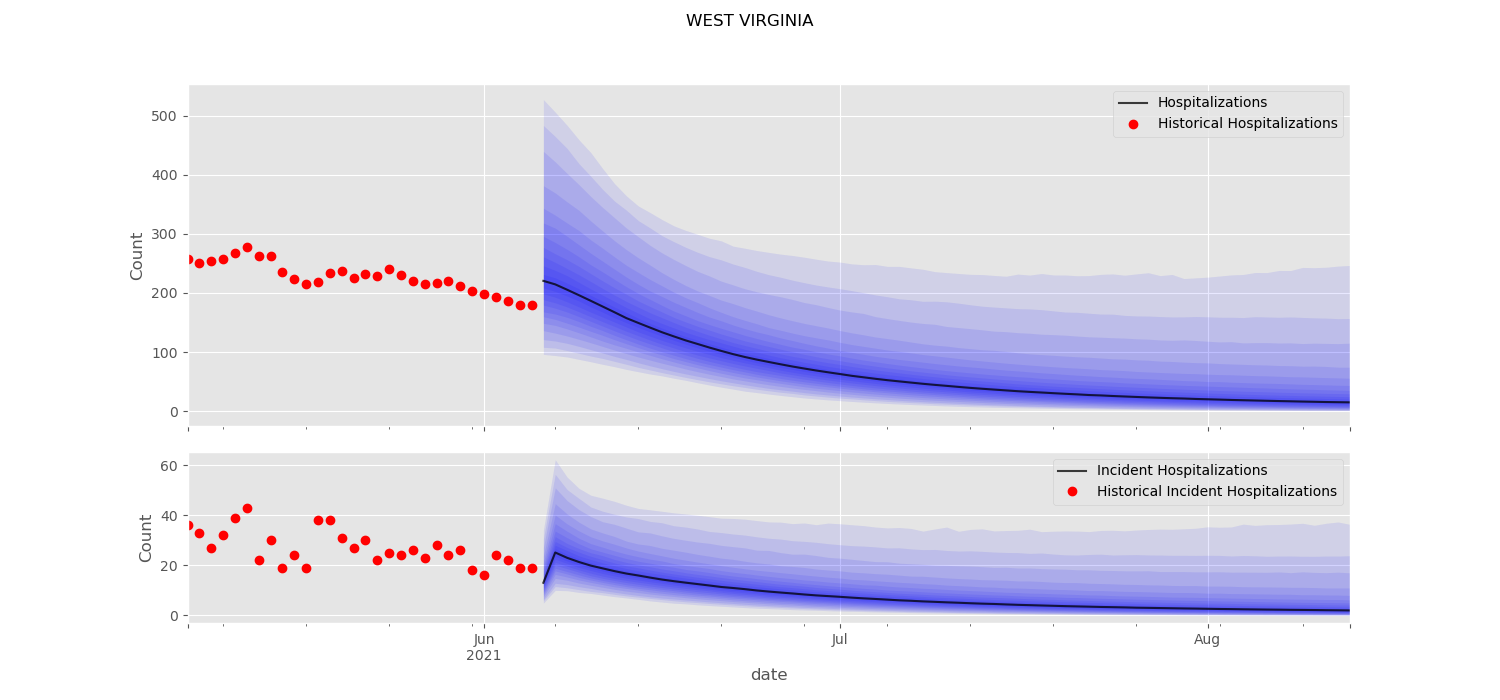 WEST VIRGINIA
Hospitalizations
Historical Hospitalizations
500
400
300
200
100
0
Count
Incident Hospitalizations
Historical Incident Hospitalizations
60
40
20
0
Count
Jun
2021
Jul
Aug
date